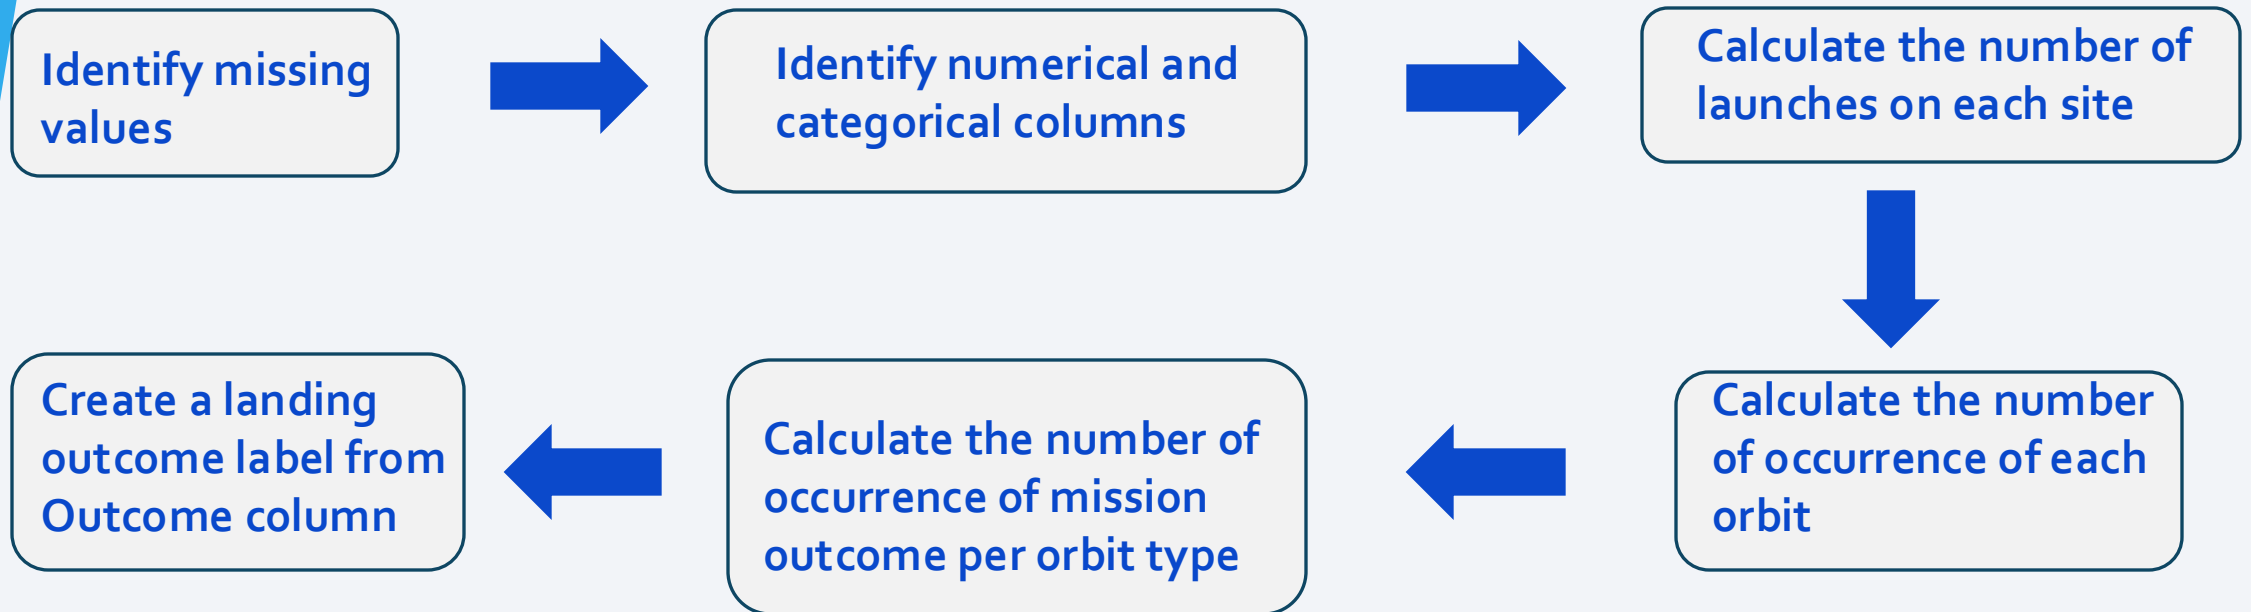 Identify missing
values
Identify numerical and
categorical columns
Calculate the number of
launches on each site
Calculate the number
of occurrence of each
orbit
Calculate the number of
occurrence of mission
outcome per orbit type
Create a landing
outcome label from
Outcome column